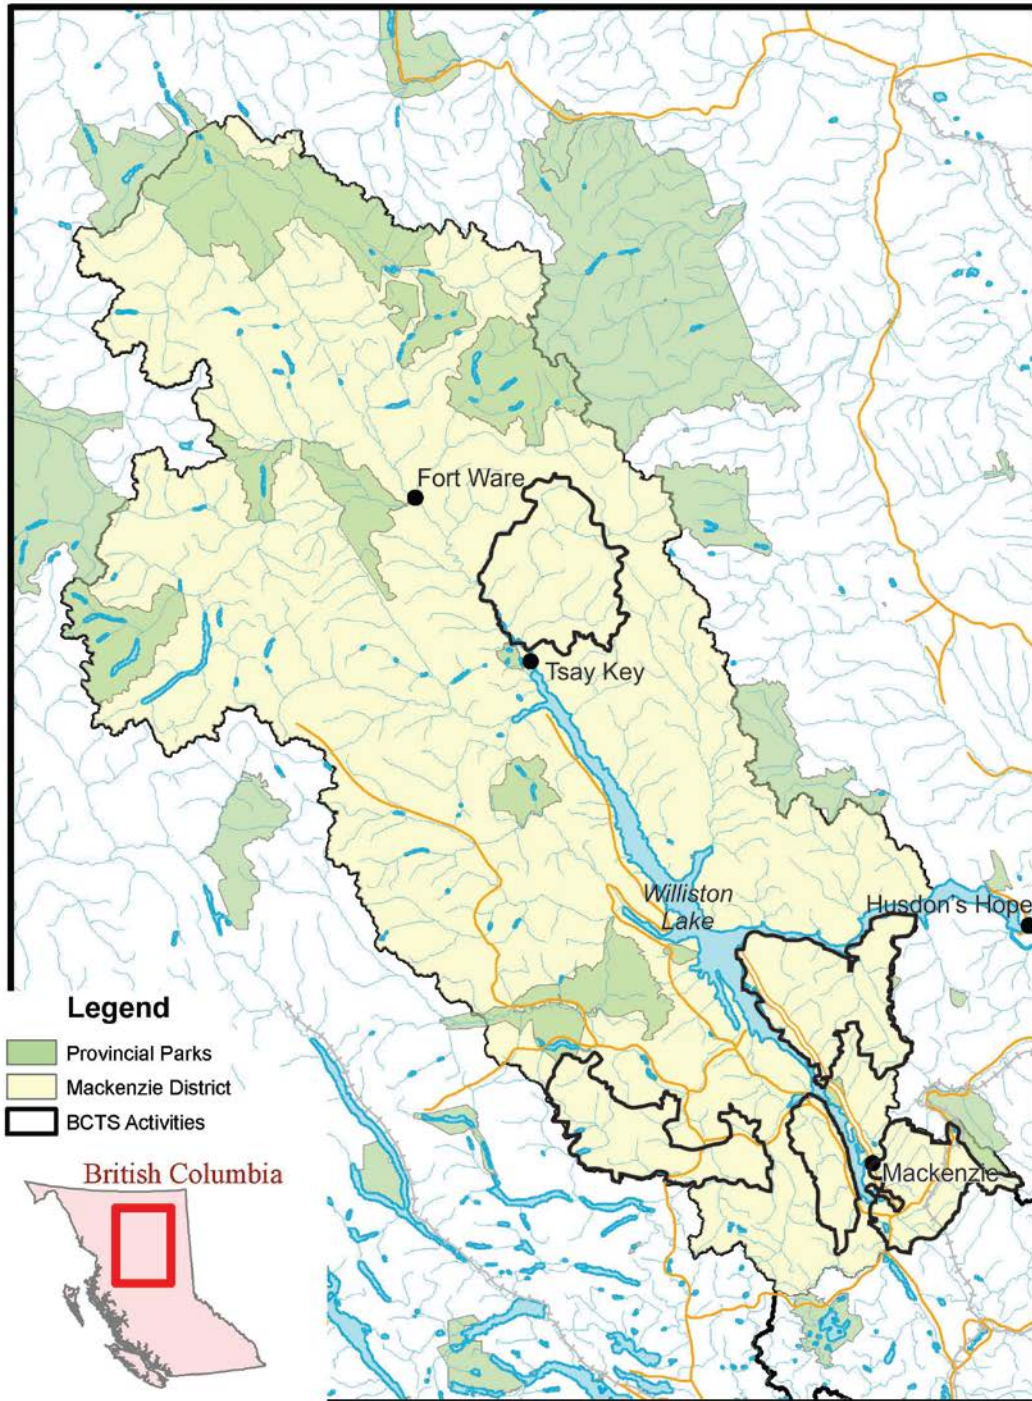 Fort Ware
Tsay Key
Williston
Lake
Husdon's Hope
Mackenzie
Legend
Provincial Parks
Mackenzie District
BCTS Activities
British Columbia